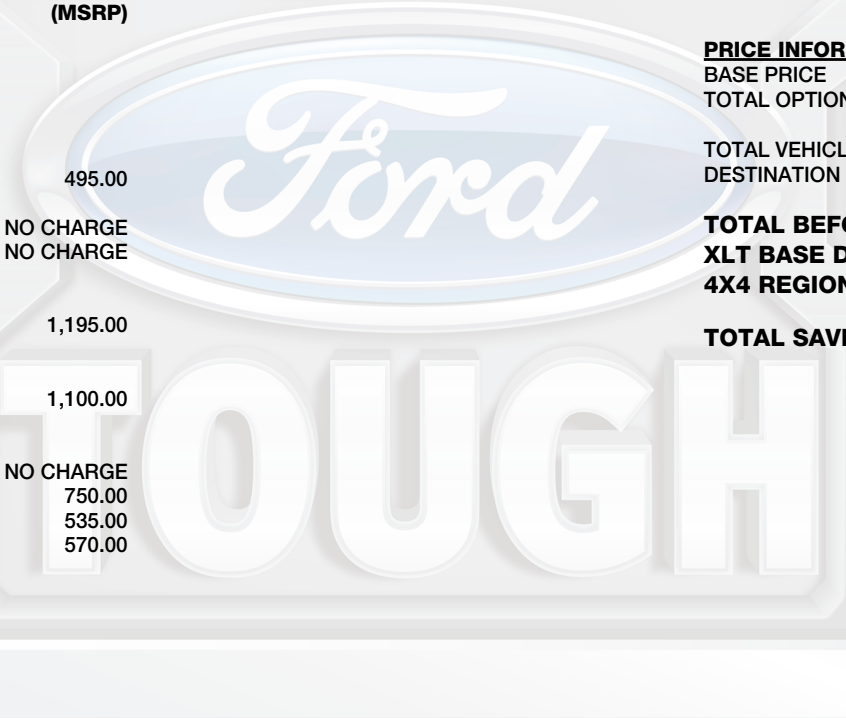 (MSRP)
495.00
NO CHARGE
NO CHARGE
1,195.00
1,100.00
NO CHARGE
750.00
535.00
570.00
PRICE INFOR
BASE PRICE
TOTAL OPTION
TOTAL VEHICL
DESTINATION
TOTAL BEFO
XLT BASE D
4X4 REGION
TOTAL SAVI
Ford
TOUGH